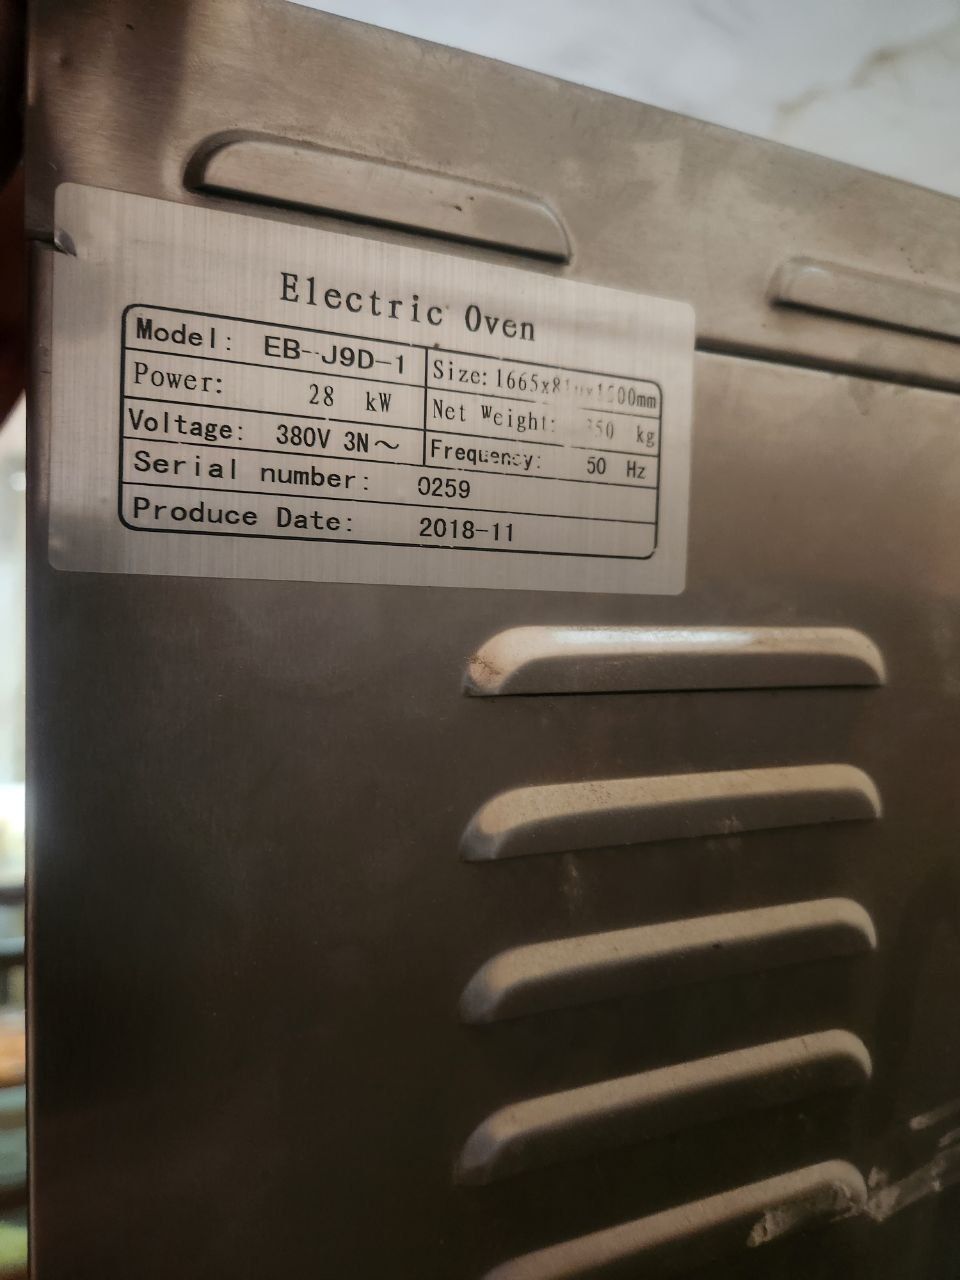 Electric Oven
Model: EB-J9D-1
Size:
Power: 28 kW
Net Weight: kg
Voltage: 380V 3N～
Frequency: 50 Hz
Serial number: 0259
Produce Date: 2018-11